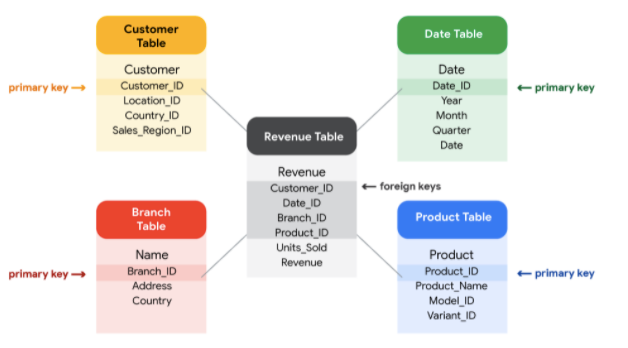 Customer
Table
Customer
primary key →
Customer_ID
Location_ID
Country_ID
Sales_Region_ID
Date Table
Date
Date_ID
← primary key
Year
Month
Quarter
Date
Revenue Table
Revenue
Customer_ID
← foreign keys
Date_ID
Branch_ID
Product_ID
Units_Sold
Revenue
Branch
Table
Name
primary key →
Branch_ID
Address
Country
Product Table
Product
Product_ID
← primary key
Product_Name
Model_ID
Variant_ID